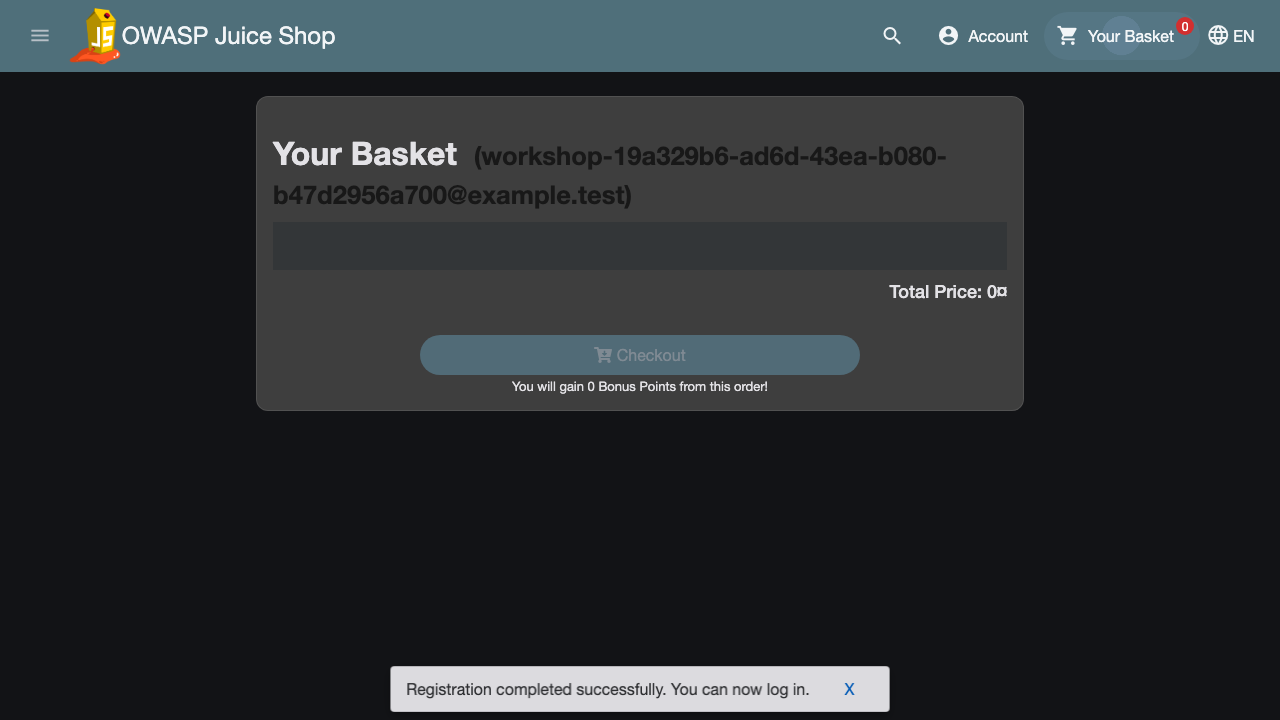 OWASP Juice Shop
Account
Your Basket
0
EN
Your Basket (workshop-19a329b6-ad6d-43ea-b080-
b47d2956a700@example.test)
Total Price: 0¤
Checkout
You will gain 0 Bonus Points from this order!
Registration completed successfully. You can now log in.
X